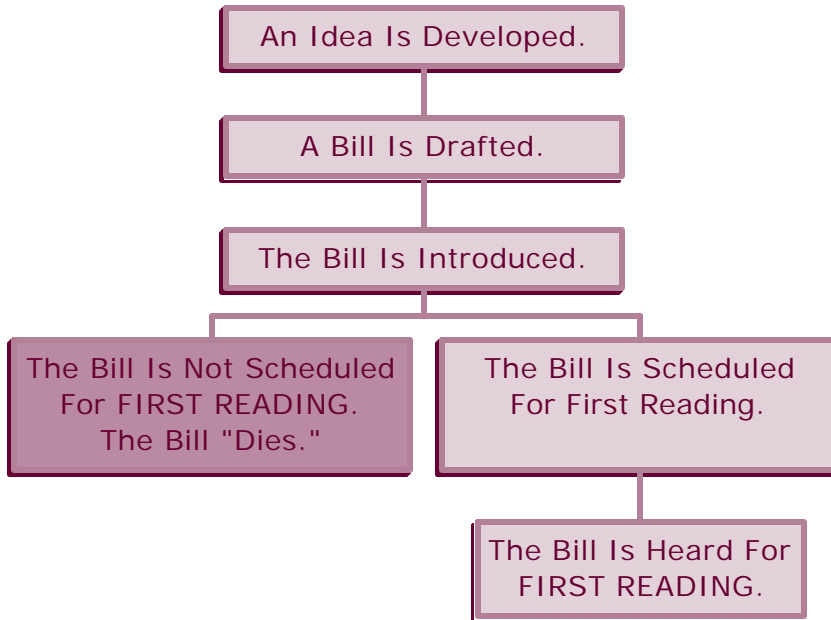 An Idea Is Developed.
A Bill Is Drafted.
The Bill Is Introduced.
The Bill Is Not Scheduled
For FIRST READING.
The Bill "Dies."
The Bill Is Scheduled
For First Reading.
The Bill Is Heard For
FIRST READING.